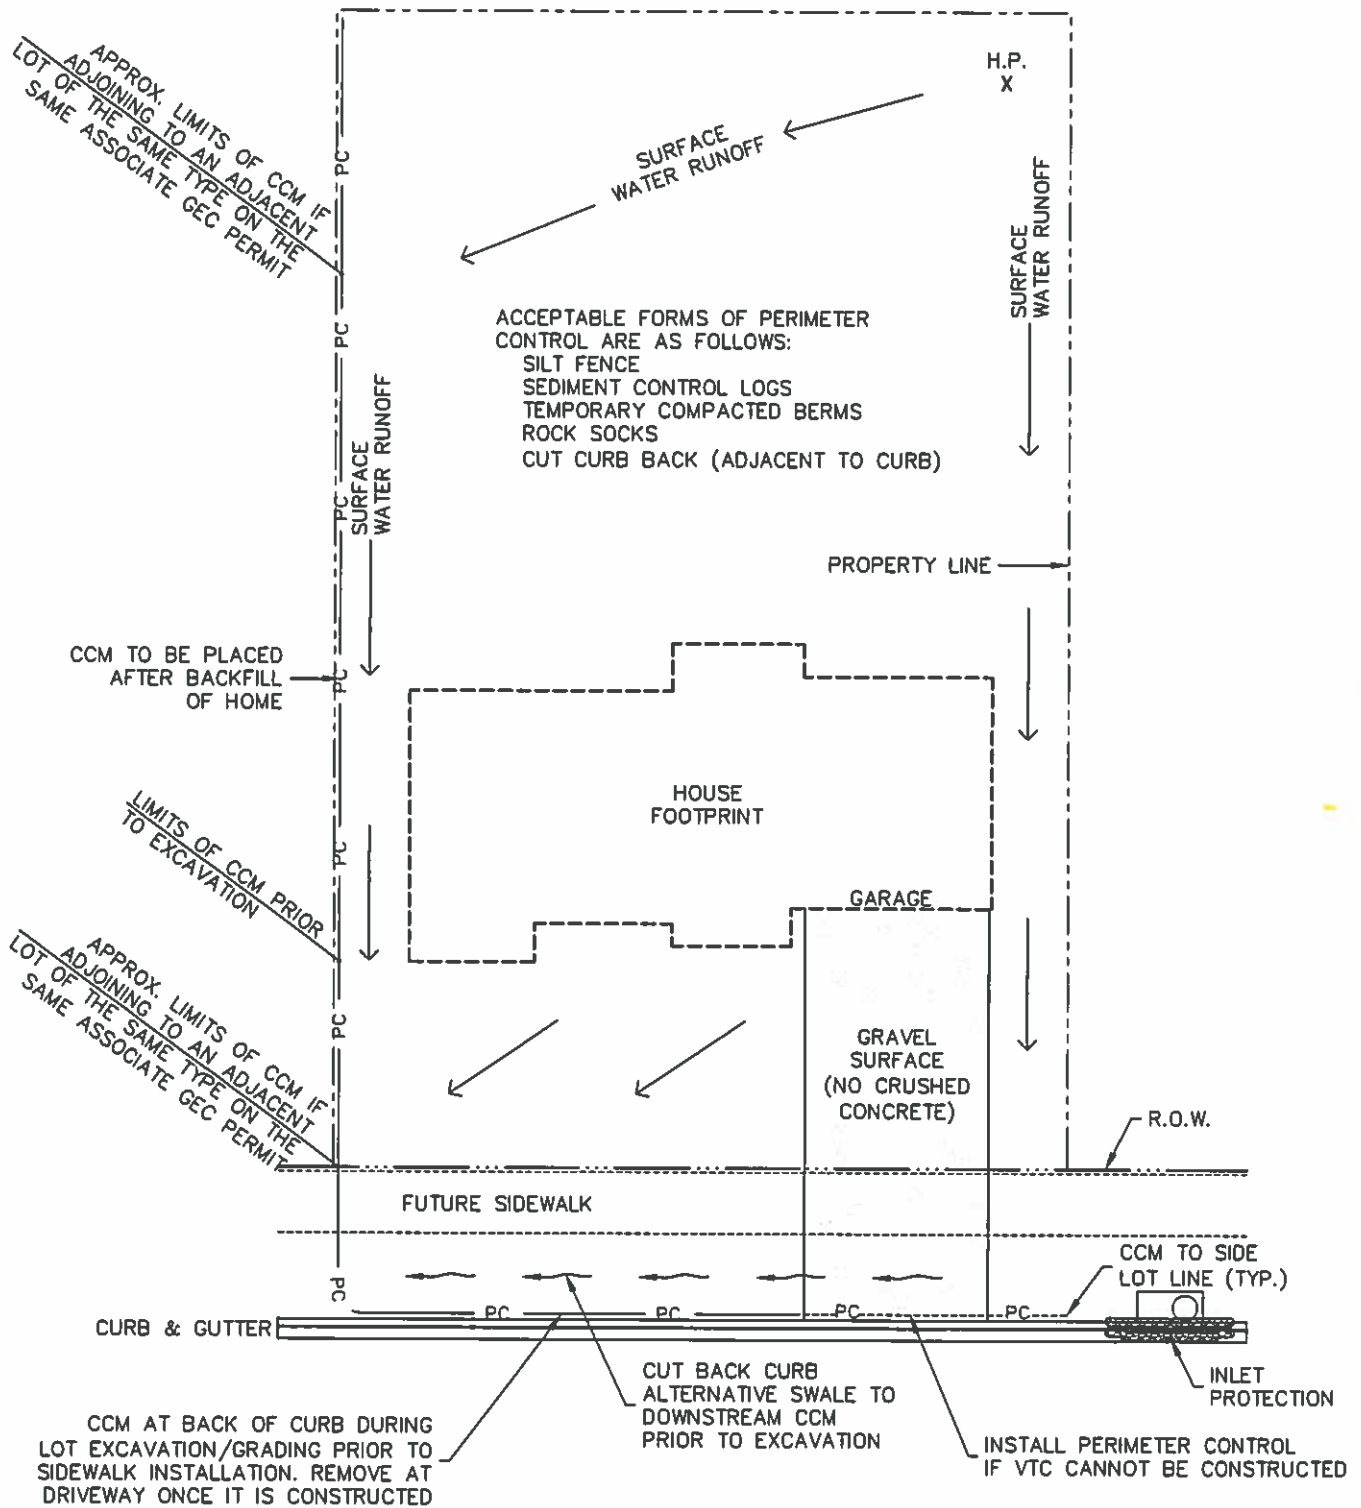 H.P.
X
APPROX. LIMITS OF CCM IF
ADJOINING TO AN ADJACENT
LOT OF THE SAME TYPE ON THE
SAME ASSOCIATE GEC PERMIT
PC
SURFACE
WATER RUNOFF
SURFACE
WATER RUNOFF
PC
ACCEPTABLE FORMS OF PERIMETER
CONTROL ARE AS FOLLOWS:
SILT FENCE
SEDIMENT CONTROL LOGS
TEMPORARY COMPACTED BERMS
ROCK SOCKS
CUT CURB BACK (ADJACENT TO CURB)
PC
SURFACE
WATER RUNOFF
PROPERTY LINE
CCM TO BE PLACED
AFTER BACKFILL
OF HOME
PC
HOUSE
FOOTPRINT
LIMITS OF CCM PRIOR
TO EXCAVATION
PC
GARAGE
APPROX. LIMITS OF CCM IF
ADJOINING TO AN ADJACENT
LOT OF THE SAME TYPE ON THE
SAME ASSOCIATE GEC PERMIT
PC
GRAVEL
SURFACE
(NO CRUSHED
CONCRETE)
R.O.W.
FUTURE SIDEWALK
CCM TO SIDE
LOT LINE (TYP.)
PC
PC PC PC PC
CURB & GUTTER
INLET
PROTECTION
CUT BACK CURB
ALTERNATIVE SWALE TO
DOWNSTREAM CCM
PRIOR TO EXCAVATION
CCM AT BACK OF CURB DURING
LOT EXCAVATION/GRADING PRIOR TO
SIDEWALK INSTALLATION. REMOVE AT
DRIVEWAY ONCE IT IS CONSTRUCTED
INSTALL PERIMETER CONTROL
IF VTC CANNOT BE CONSTRUCTED